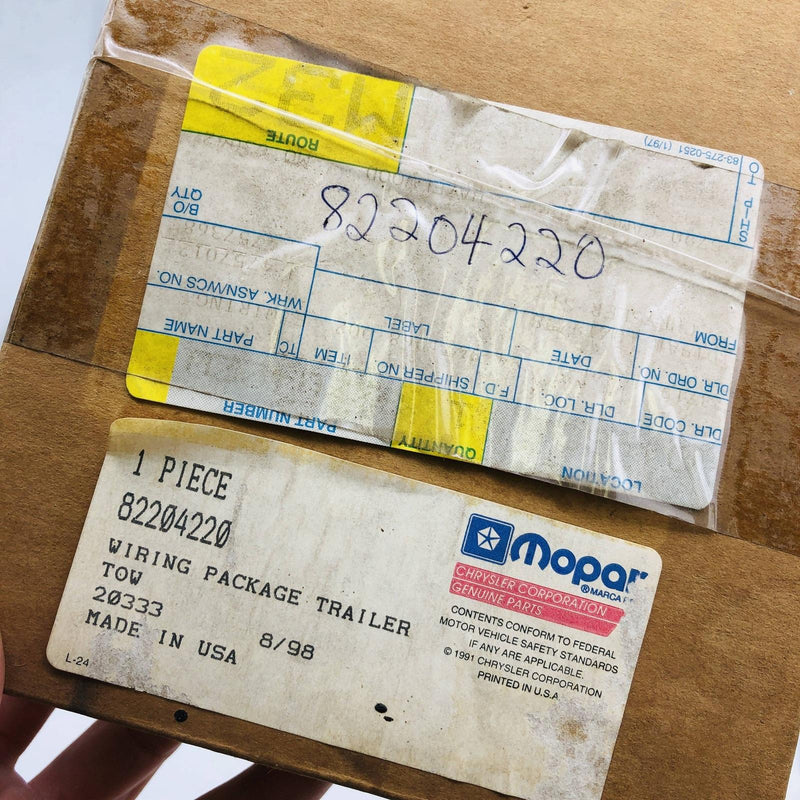 M32
ROUTE
83-275-0251 (1/97)
82204220
B/O
QTY
WRK. ASN/WCS NO.
LABEL
FROM
PART NAME
TC
ITEM
SHIPPER NO.
DATE
F.D.
DLR. LOC.
DLR. ORD. NO.
DLR. CODE
PART NUMBER
QUANTITY
LOCATION
1 PIECE
82204220
WIRING PACKAGE TRAILER
TOW
20333
MADE IN USA 8/98
L-24
Mopar
® MARCA
CHRYSLER CORPORATION
GENUINE PARTS
CONTENTS CONFORM TO FEDERAL
MOTOR VEHICLE SAFETY STANDARDS
IF ANY ARE APPLICABLE.
© 1991 CHRYSLER CORPORATION
PRINTED IN U.S.A